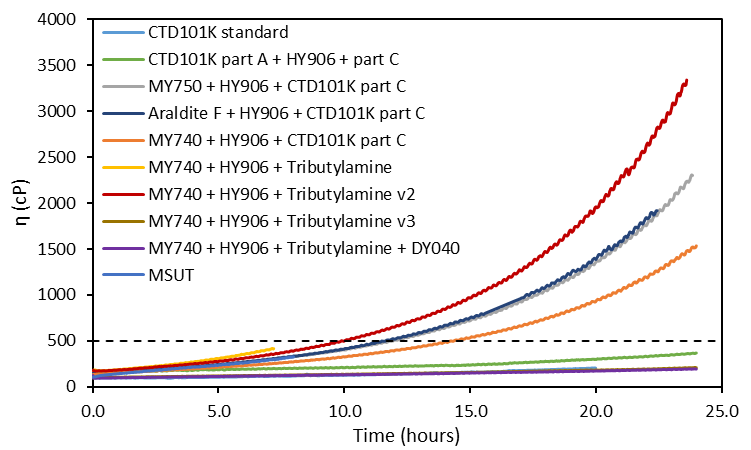 4000
3500
3000
2500
2000
1500
1000
500
0
η (cP)
CTD101K standard
CTD101K part A + HY906 + part C
MY750 + HY906 + CTD101K part C
Araldite F + HY906 + CTD101K part C
MY740 + HY906 + CTD101K part C
MY740 + HY906 + Tributylamine
MY740 + HY906 + Tributylamine v2
MY740 + HY906 + Tributylamine v3
MY740 + HY906 + Tributylamine + DY040
MSUT
0.0 5.0 10.0 15.0 20.0 25.0
Time (hours)